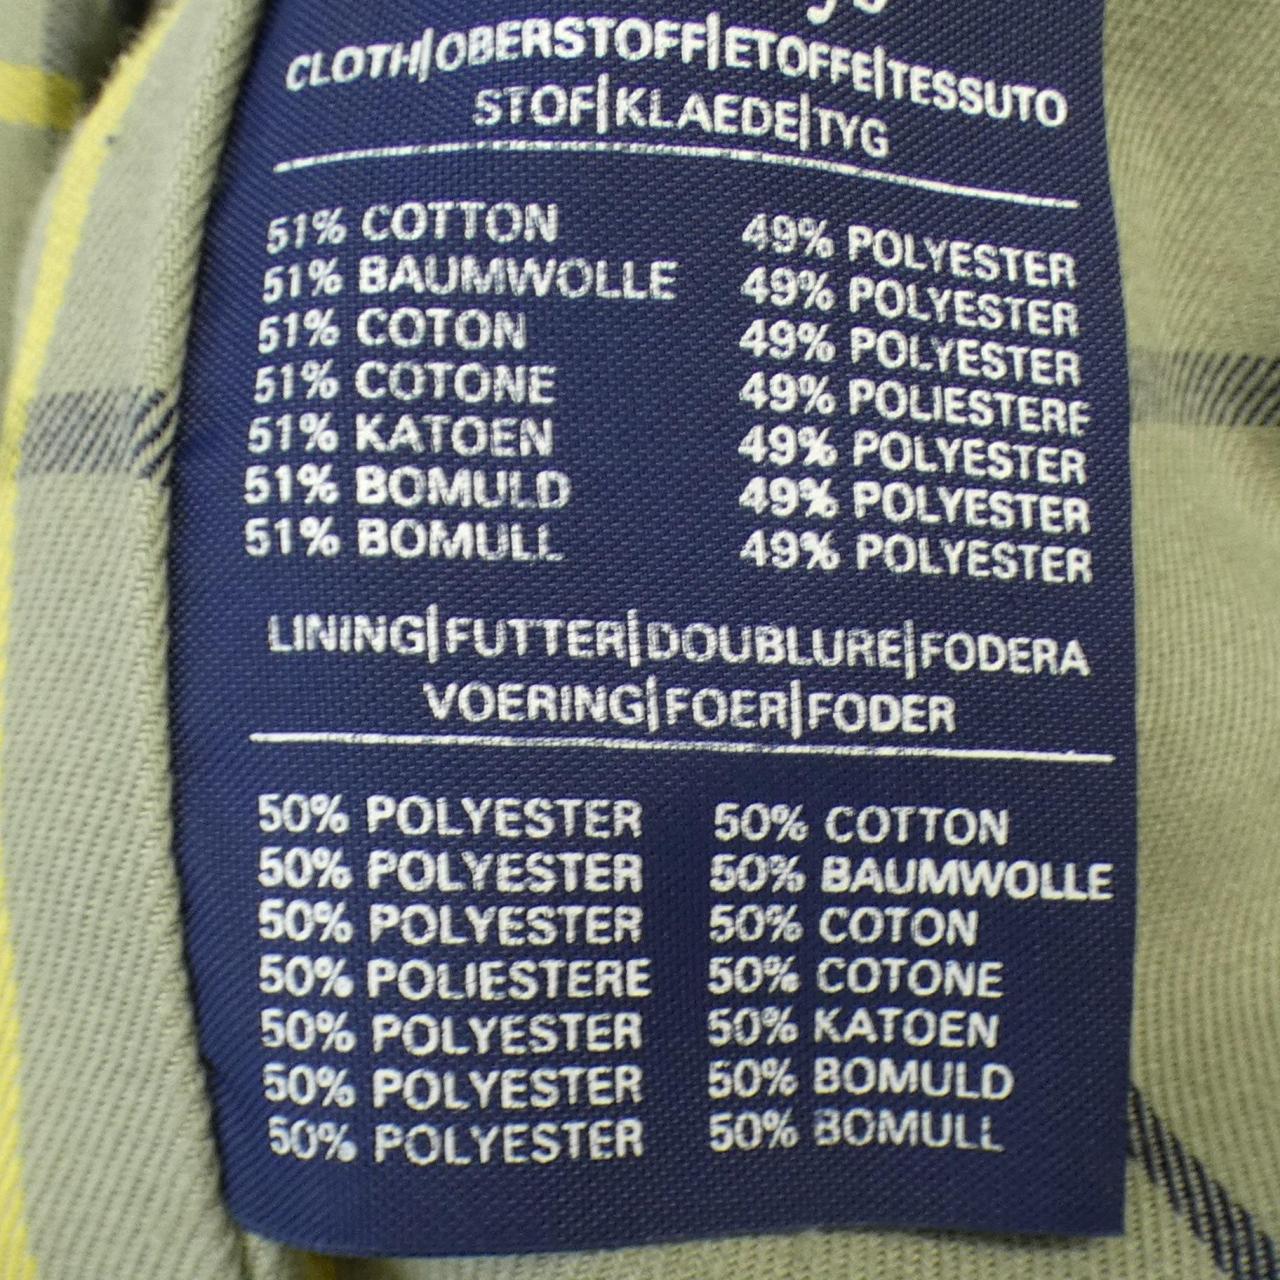 CLOTH|OBERSTOFF|ETOFFE|TESSUTO
STOF|KLAEDE|TYG
51% COTTON 49% POLYESTER
51% BAUMWOLLE 49% POLYESTER
51% COTON 49% POLYESTER
51% COTONE 49% POLIESTERE
51% KATOEN 49% POLYESTER
51% BOMULD 49% POLYESTER
51% BOMULL 49% POLYESTER
LINING|FUTTER|DOUBLURE|FODERA
VOERING|FOER|FODER
50% POLYESTER 50% COTTON
50% POLYESTER 50% BAUMWOLLE
50% POLYESTER 50% COTON
50% POLIESTERE 50% COTONE
50% POLYESTER 50% KATOEN
50% POLYESTER 50% BOMULD
50% POLYESTER 50% BOMULL